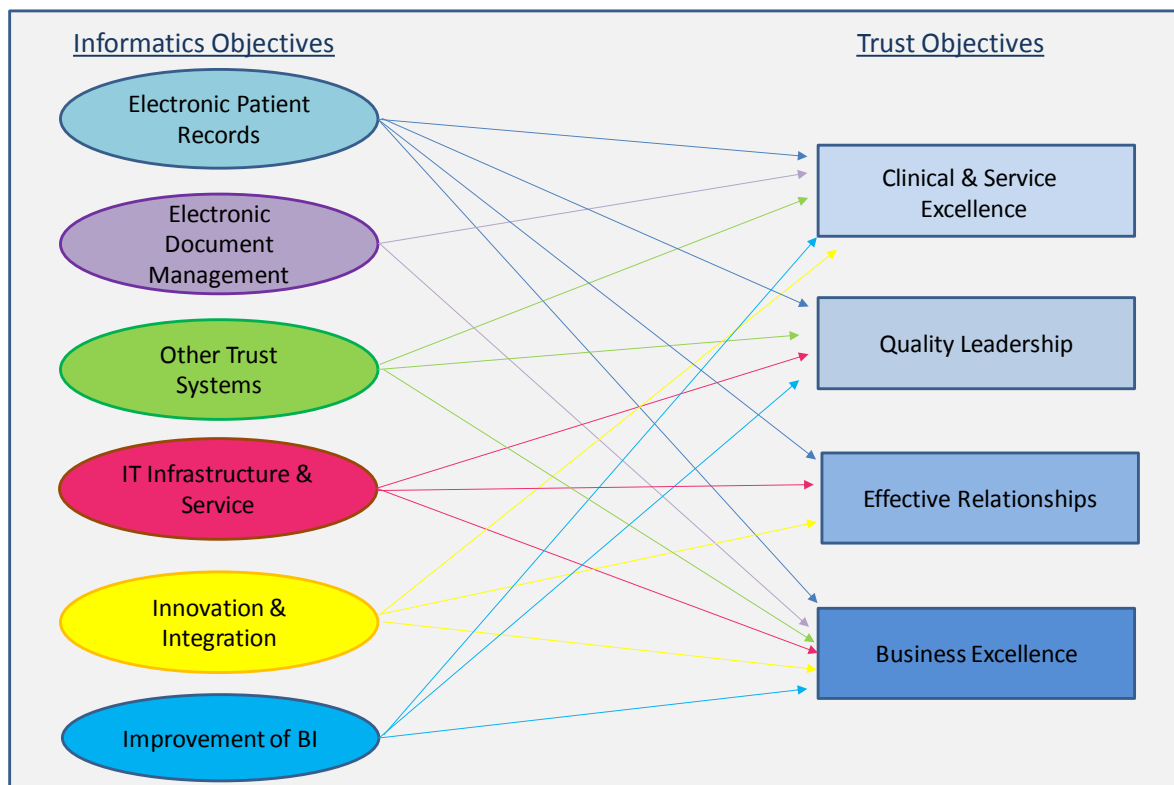 Informatics Objectives
Trust Objectives
Electronic Patient
Records
Electronic
Document
Management
Other Trust
Systems
IT Infrastructure &
Service
Innovation &
Integration
Improvement of BI
Clinical & Service
Excellence
Quality Leadership
Effective Relationships
Business Excellence